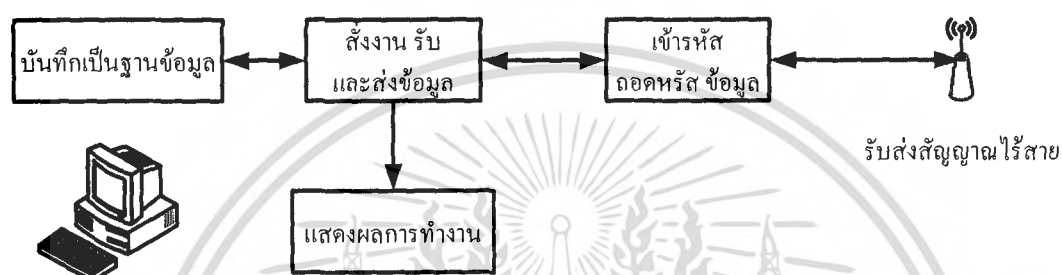 บันทึกเป็นฐานข้อมูล
สั่งงาน รับ
และส่งข้อมูล
เข้ารหัส
ถอดหรัส ข้อมูล
รับส่งสัญญาณไร้สาย
แสดงผลการทำงาน